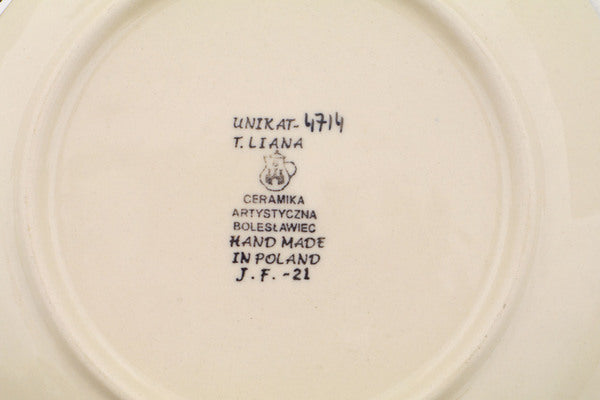 UNIKAT-4714
T. LIANA
CERAMIKA
ARTYSTYCZNA
BOLESŁAWIEC
HAND MADE
IN POLAND
J. F. -21